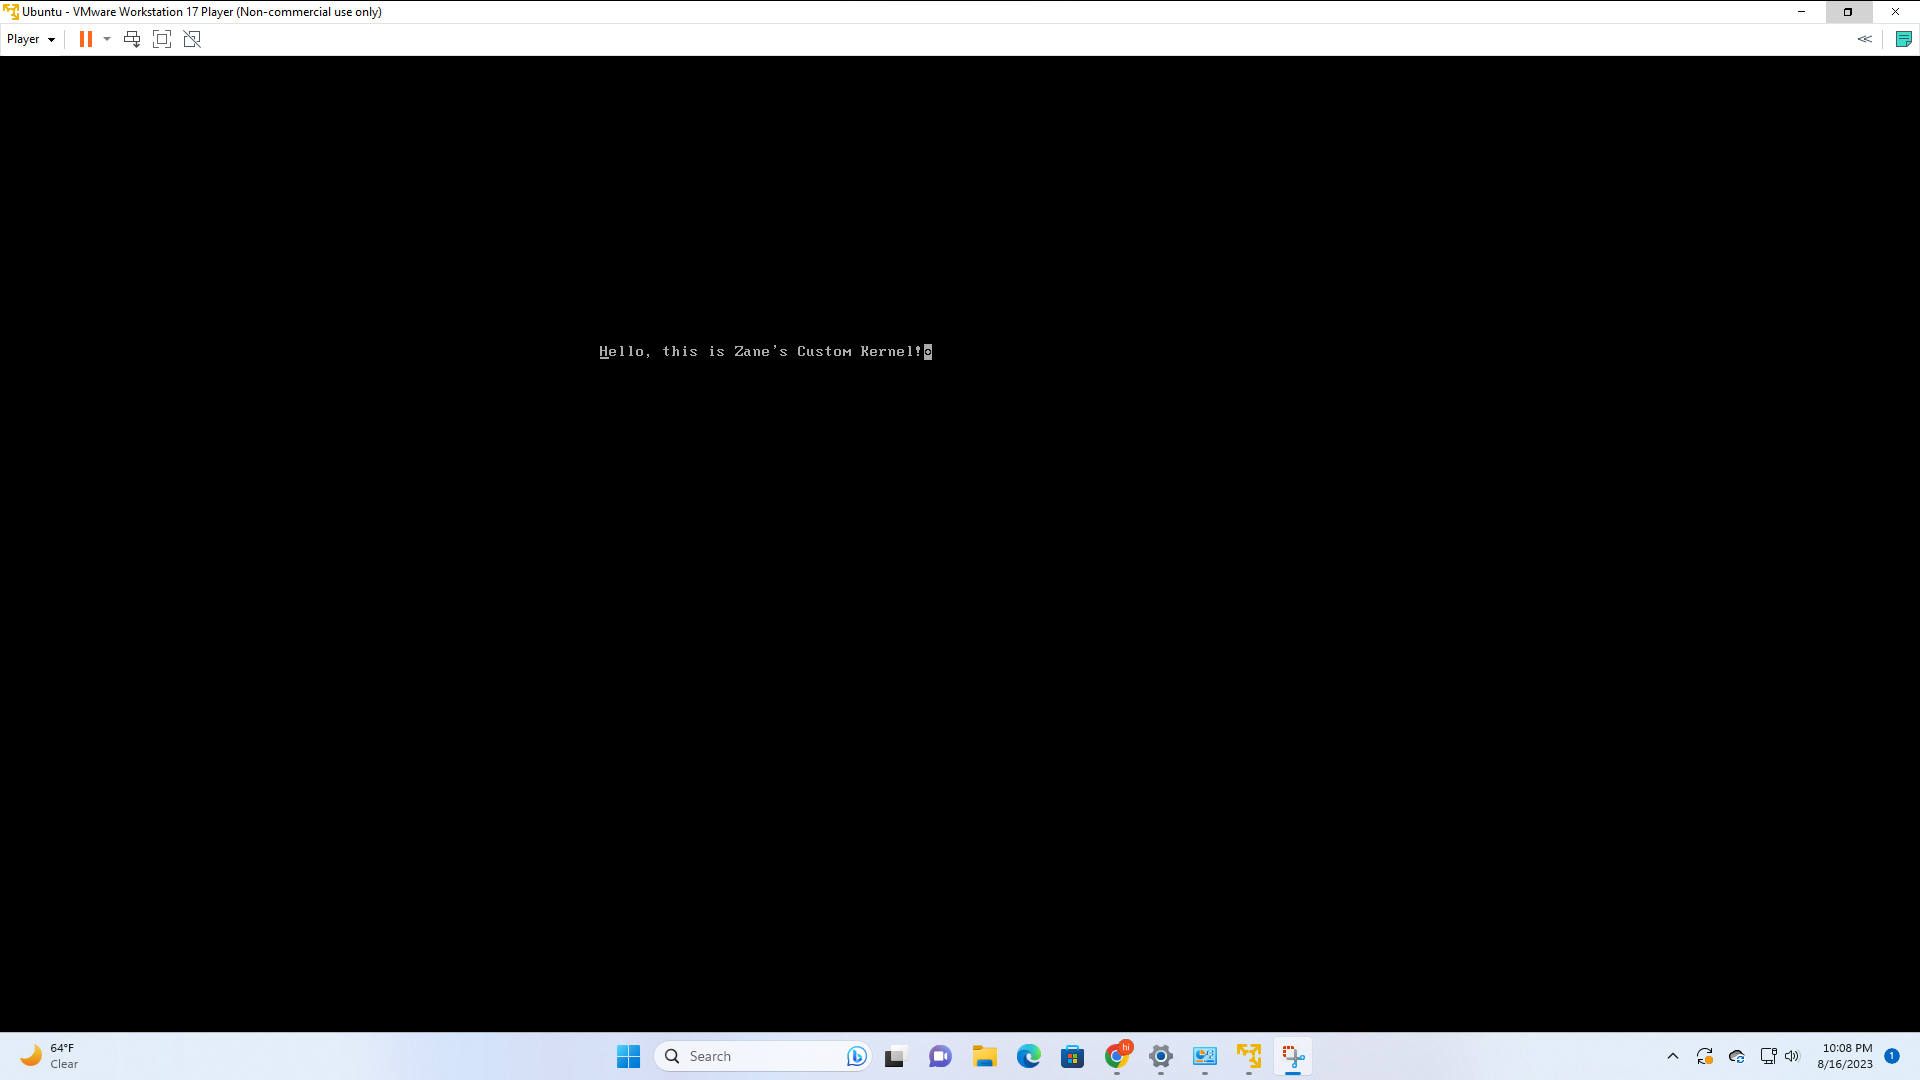 Ubuntu - VMware Workstation 17 Player (Non-commercial use only)
Player
Hello, this is Zane's Custom Kernel!
64°F
Clear
Search
hi
10:08 PM
8/16/2023
1